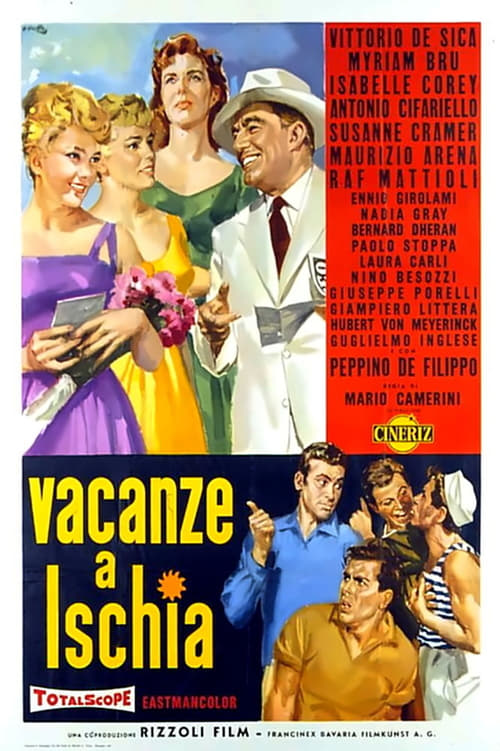 VITTORIO DE SICA
MYRIAM BRU
ISABELLE COREY
ANTONIO CIFARIELLO
SUSANNE CRAMER
MAURIZIO ARENA
RAF MATTIOLI
ENNIO GIROLAMI
NADIA GRAY
BERNARD DHERAN
PAOLO STOPPA
LAURA CARLI
NINO BESOZZI
GIUSEPPE PORELLI
GIAMPIERO LITTERA
HUBERT VON MEYERINCK
GUGLIELMO INGLESE
e con
PEPPINO DE FILIPPO
REGIA DI
MARIO CAMERINI
CINERIZ
vacanze
a
Ischia
TOTALSCOPE EASTMANCOLOR
UNA COPRODUZIONE RIZZOLI FILM - FRANCINEX BAVARIA FILMKUNST A. G.